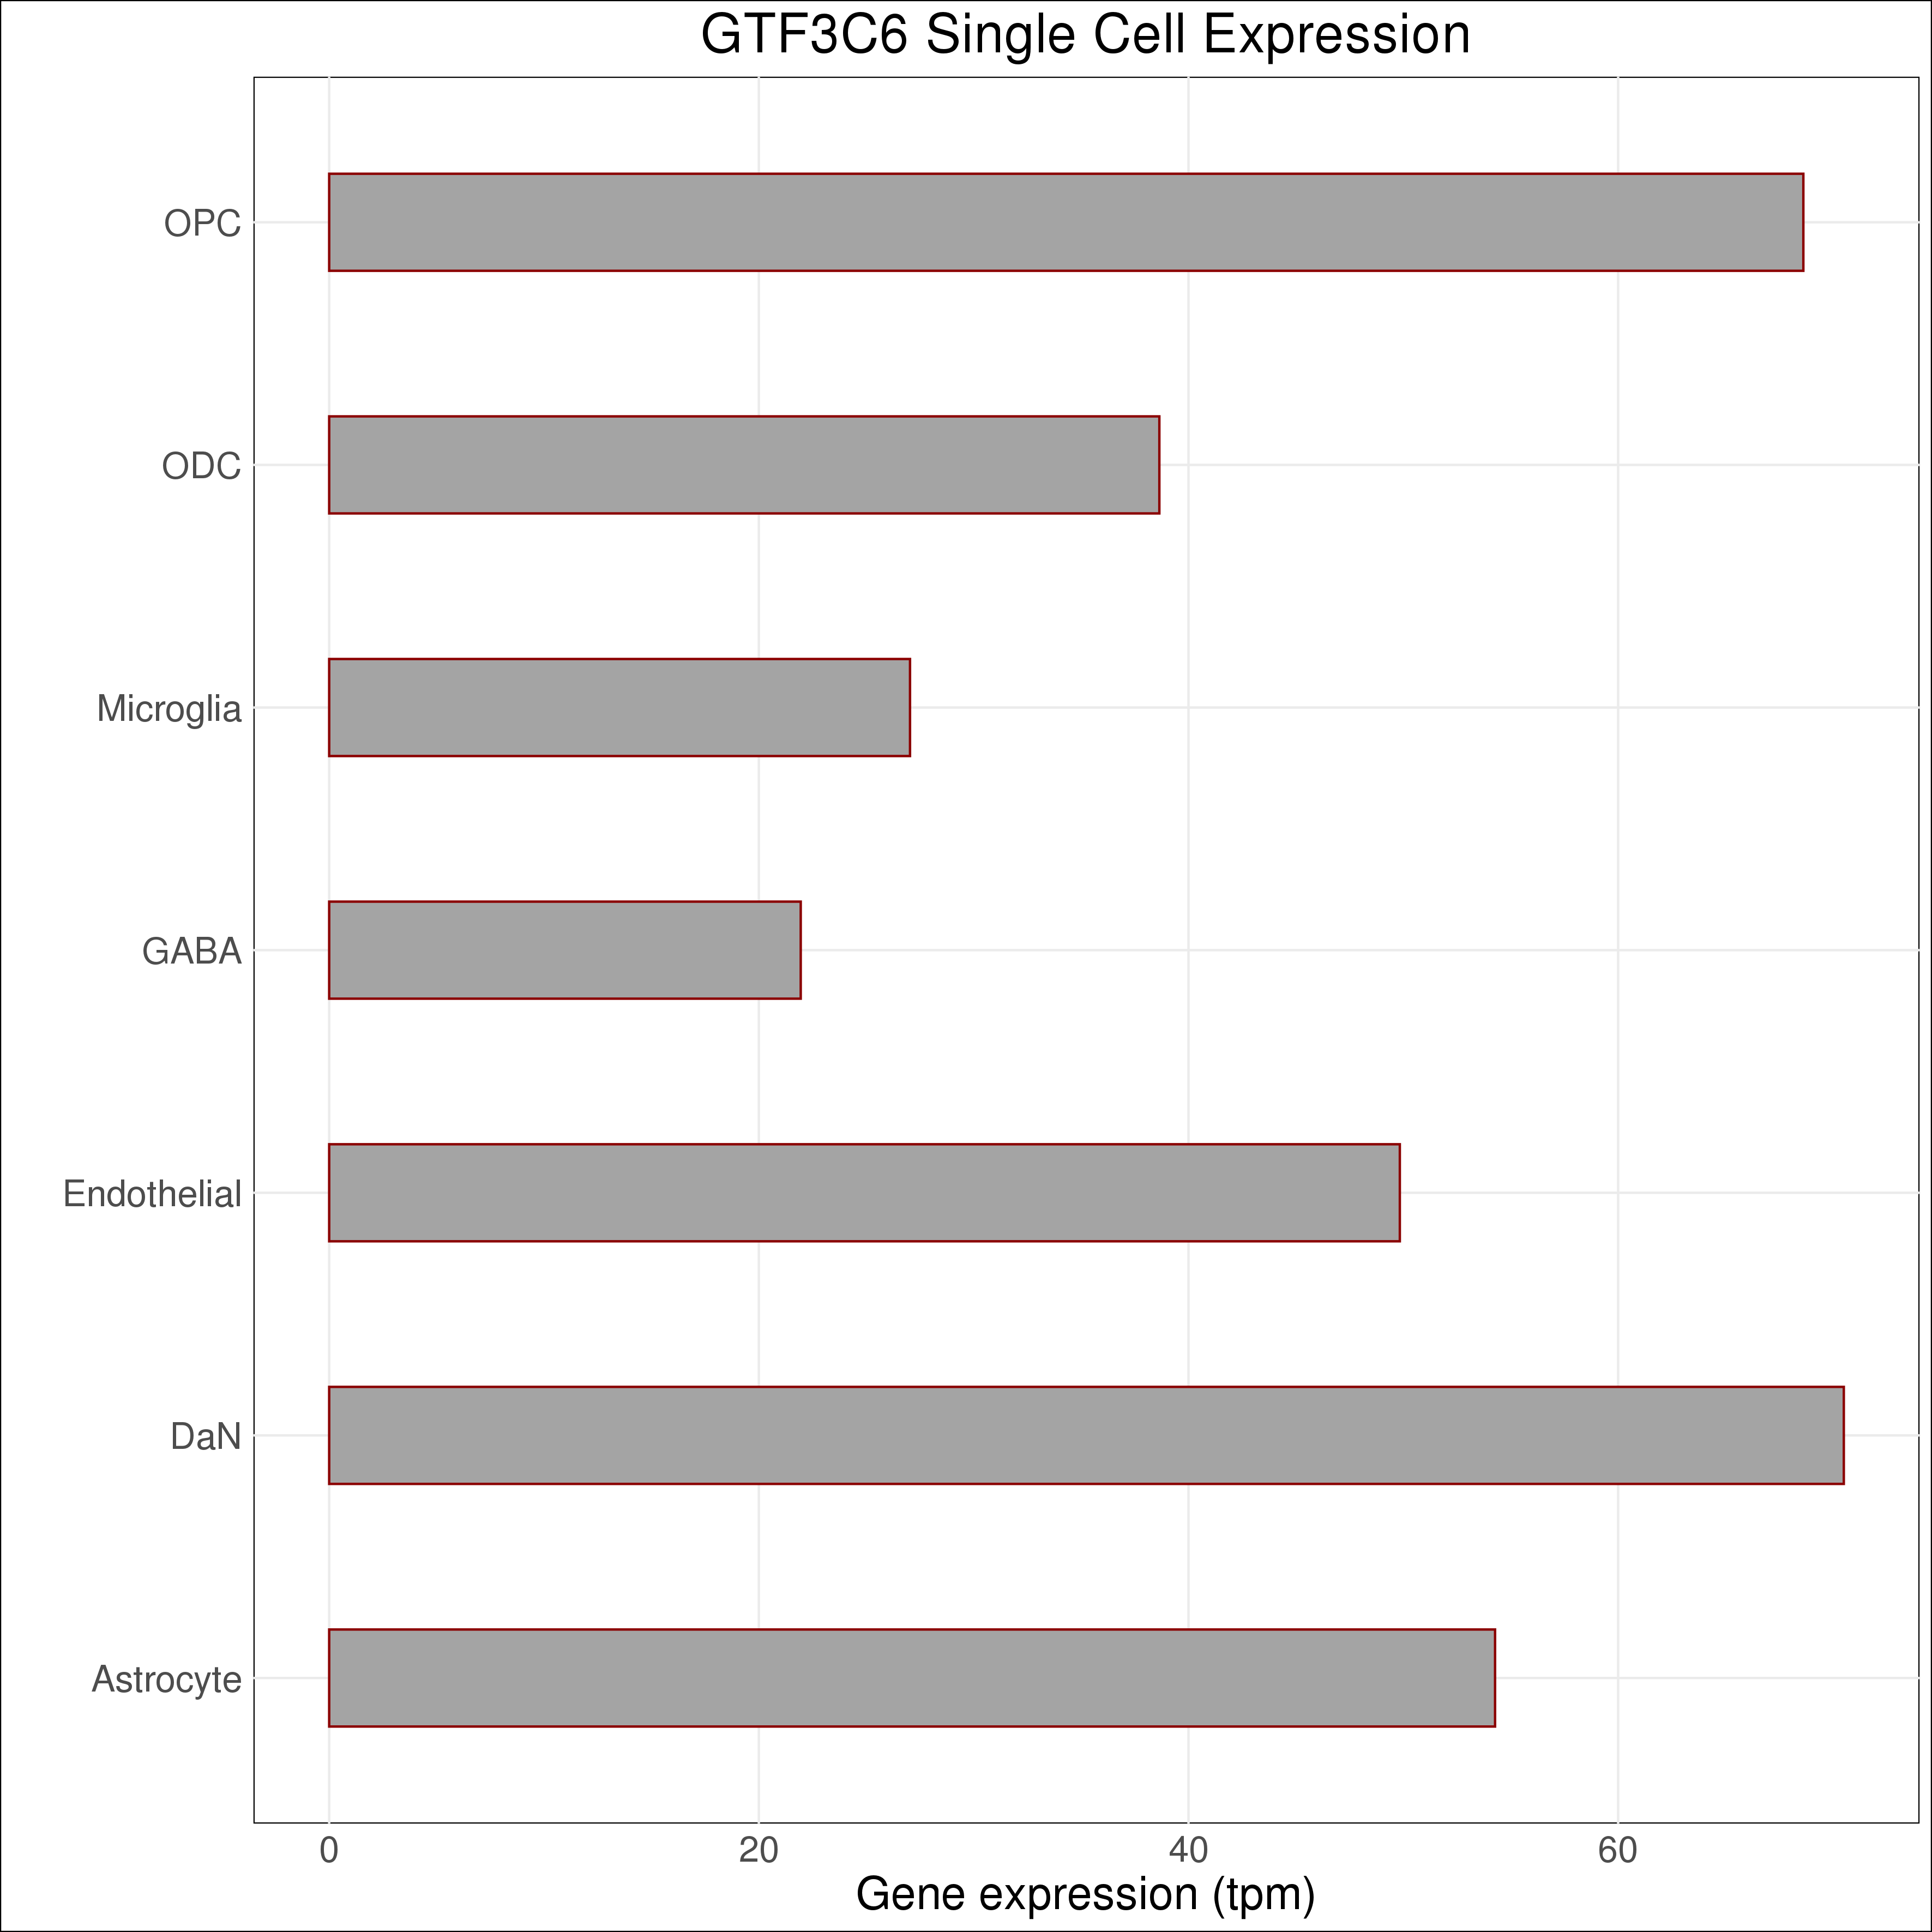 GTF3C6 Single Cell Expression
OPC
ODC
Microglia
GABA
Endothelial
DaN
Astrocyte
0 20 40 60
Gene expression (tpm)